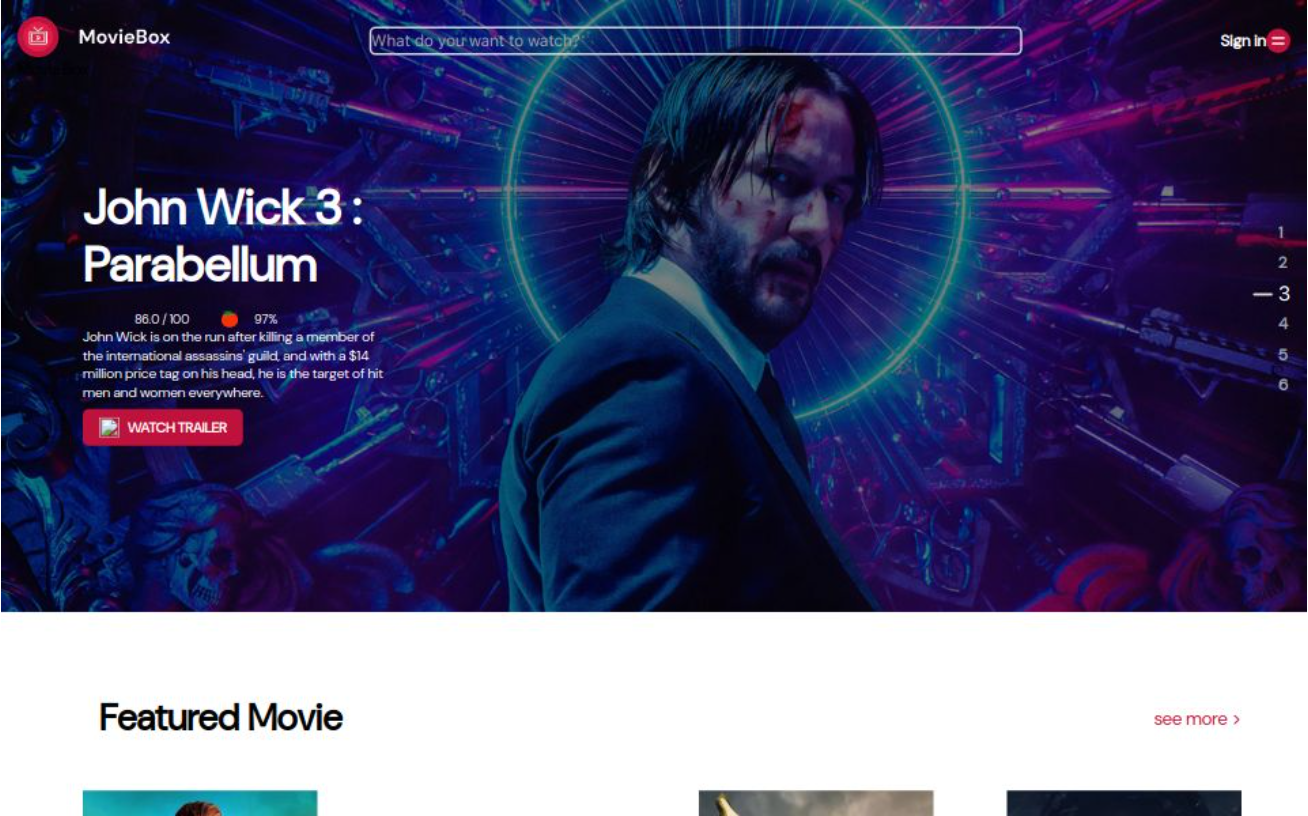 MovieBox
What do you want to watch?
Sign in
John Wick 3 :
Parabellum
86.0 / 100 97%
John Wick is on the run after killing a member of
the international assassins' guild, and with a $14
million price tag on his head, he is the target of hit
men and women everywhere.
WATCH TRAILER
1
2
3
4
5
6
Featured Movie
see more >